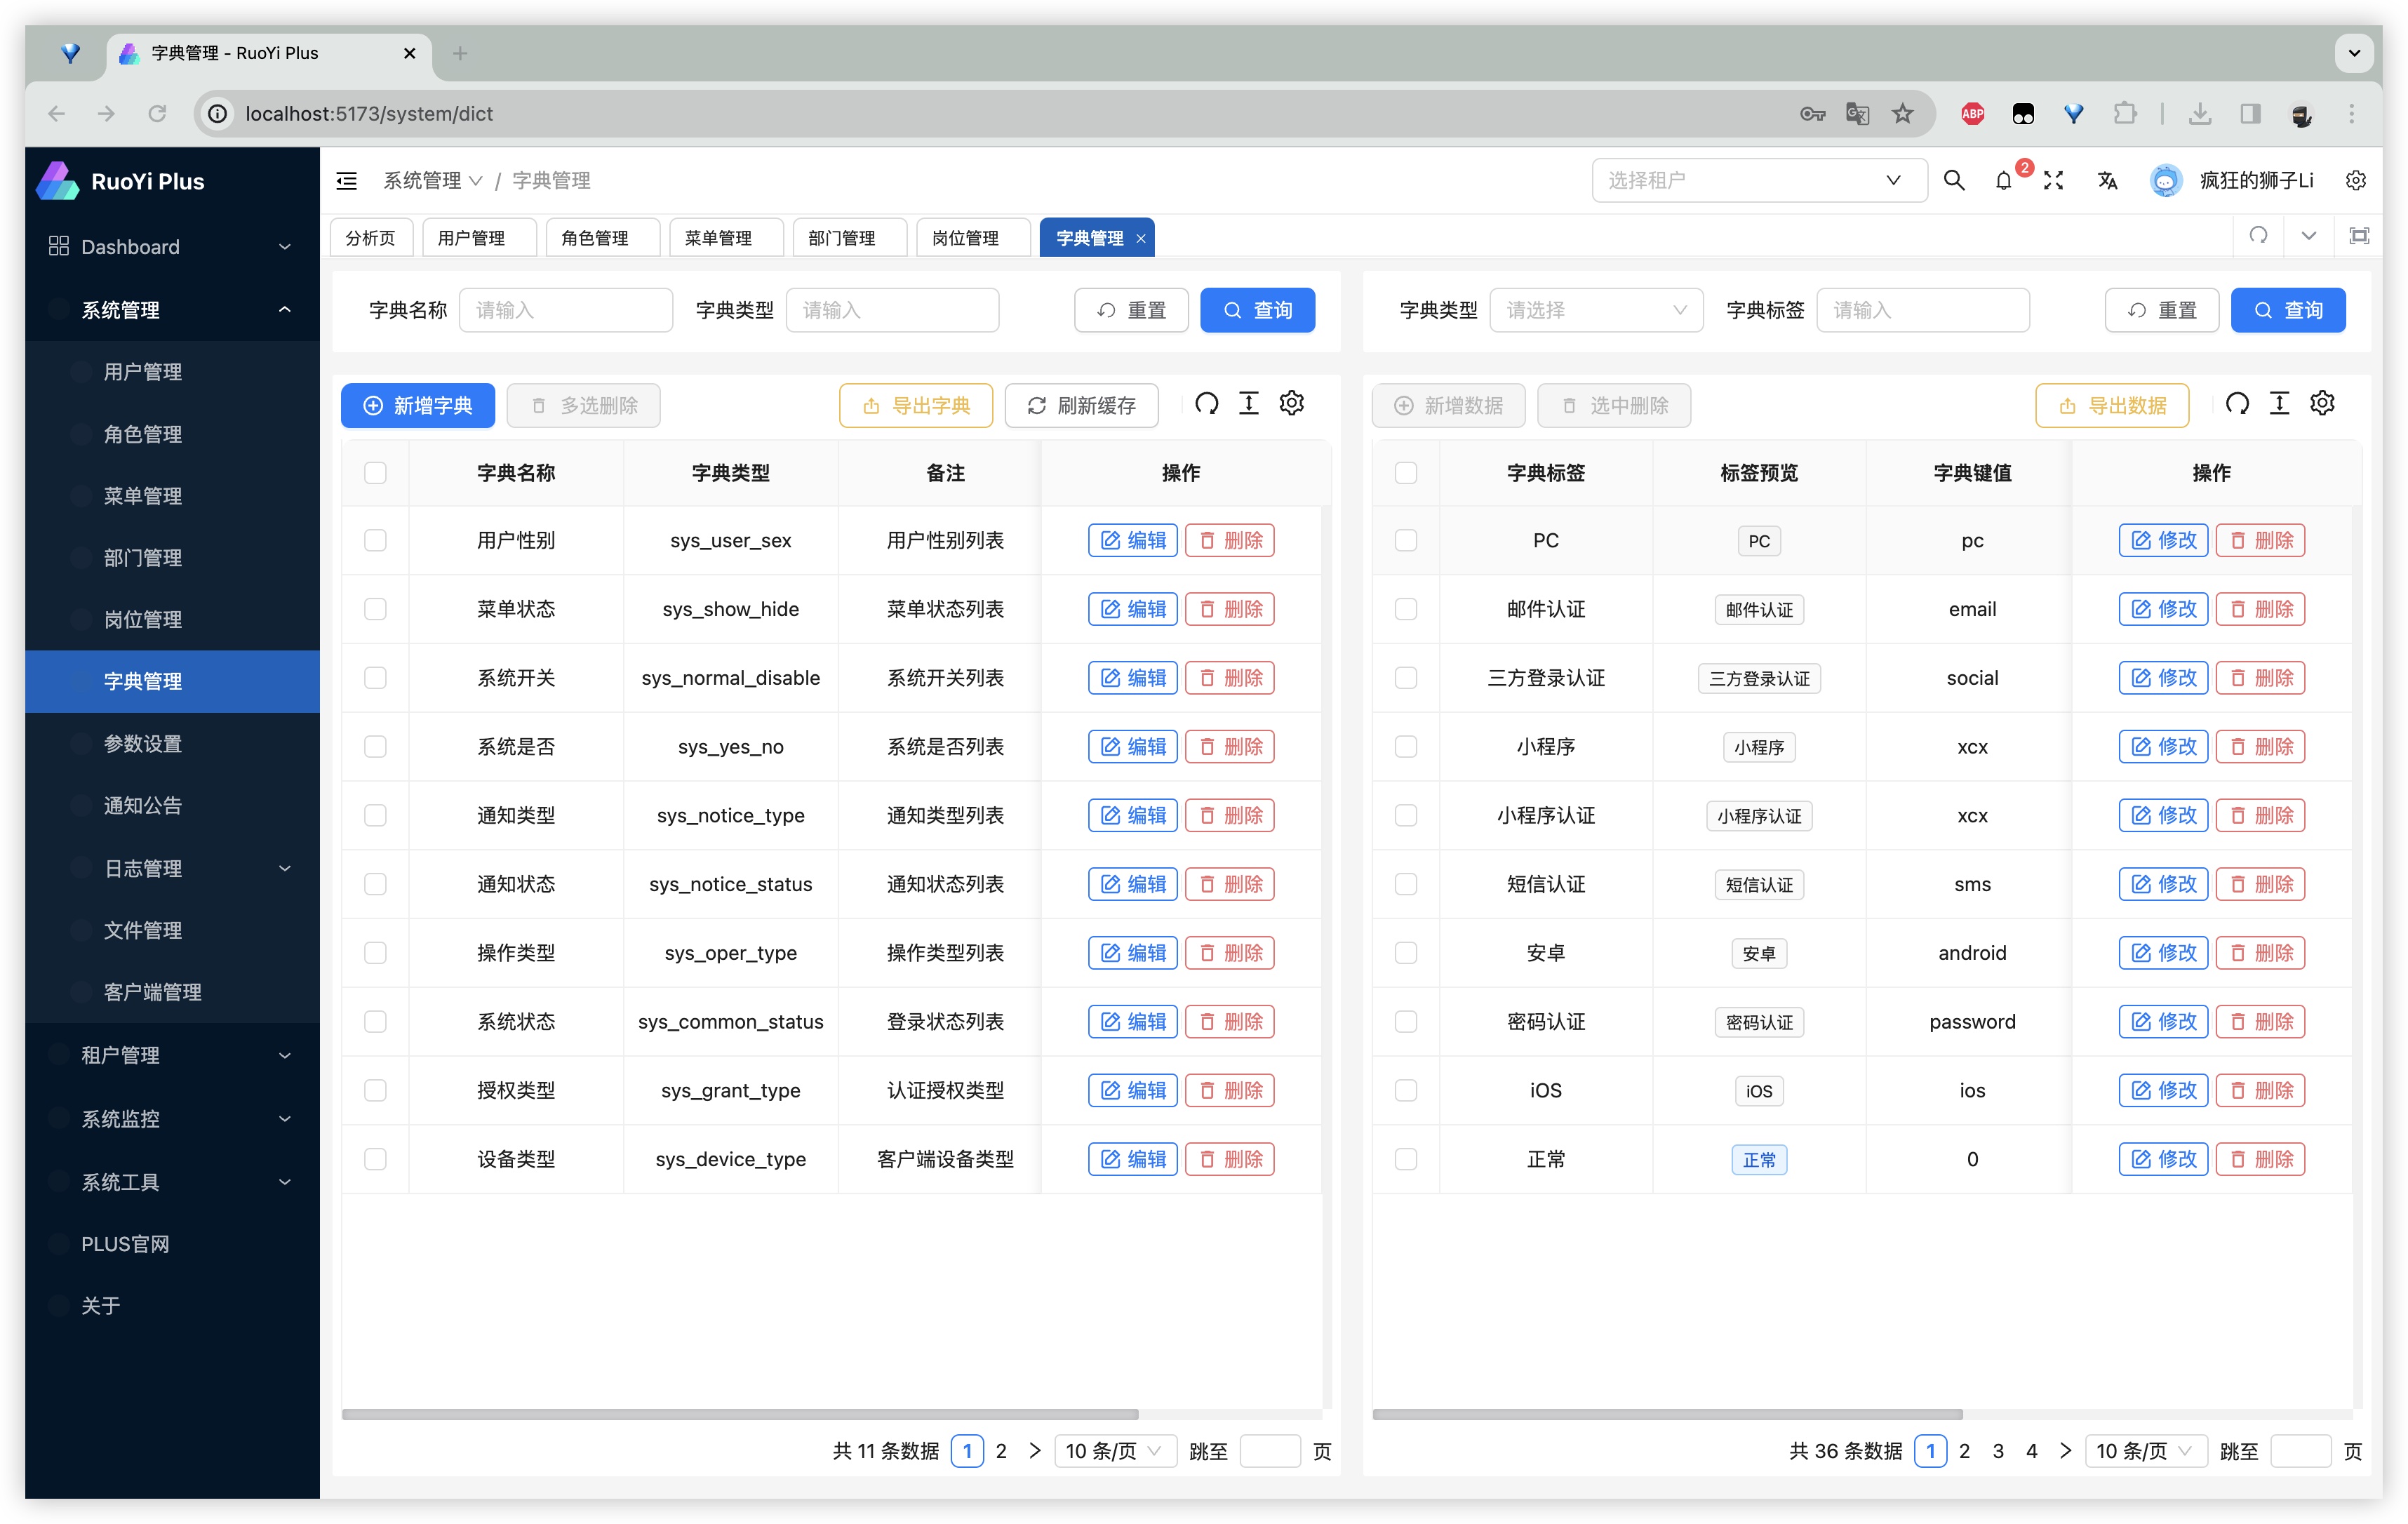 字典管理 - RuoYi Plus
localhost:5173/system/dict
ABP
RuoYi Plus
系统管理 / 字典管理
选择租户
2
疯狂的狮子Li
分析页 用户管理 角色管理 菜单管理 部门管理 岗位管理 字典管理
Dashboard
系统管理
用户管理
角色管理
菜单管理
部门管理
岗位管理
字典管理
参数设置
通知公告
日志管理
文件管理
客户端管理
租户管理
系统监控
系统工具
PLUS官网
关于
字典名称 请输入 字典类型 请输入 重置 查询
新增字典 多选删除 导出字典 刷新缓存
字典名称 字典类型 备注 操作
用户性别 sys_user_sex 用户性别列表 编辑 删除
菜单状态 sys_show_hide 菜单状态列表 编辑 删除
系统开关 sys_normal_disable 系统开关列表 编辑 删除
系统是否 sys_yes_no 系统是否列表 编辑 删除
通知类型 sys_notice_type 通知类型列表 编辑 删除
通知状态 sys_notice_status 通知状态列表 编辑 删除
操作类型 sys_oper_type 操作类型列表 编辑 删除
系统状态 sys_common_status 登录状态列表 编辑 删除
授权类型 sys_grant_type 认证授权类型 编辑 删除
设备类型 sys_device_type 客户端设备类型 编辑 删除
共 11 条数据 1 2 10 条/页 跳至 页
字典类型 请选择 字典标签 请输入 重置 查询
新增数据 选中删除 导出数据
字典标签 标签预览 字典键值 操作
PC PC pc 修改 删除
邮件认证 邮件认证 email 修改 删除
三方登录认证 三方登录认证 social 修改 删除
小程序 小程序 xcx 修改 删除
小程序认证 小程序认证 xcx 修改 删除
短信认证 短信认证 sms 修改 删除
安卓 安卓 android 修改 删除
密码认证 密码认证 password 修改 删除
iOS iOS ios 修改 删除
正常 正常 0 修改 删除
共 36 条数据 1 2 3 4 10 条/页 跳至 页